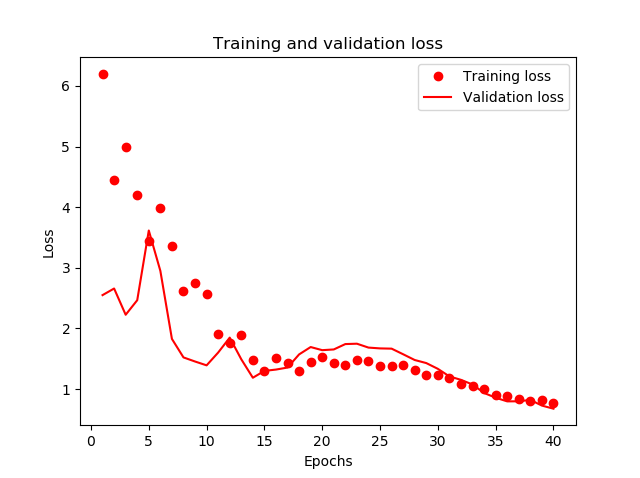 Training and validation loss
Training loss
Validation loss
6
5
4
3
2
1
Loss
0 5 10 15 20 25 30 35 40
Epochs